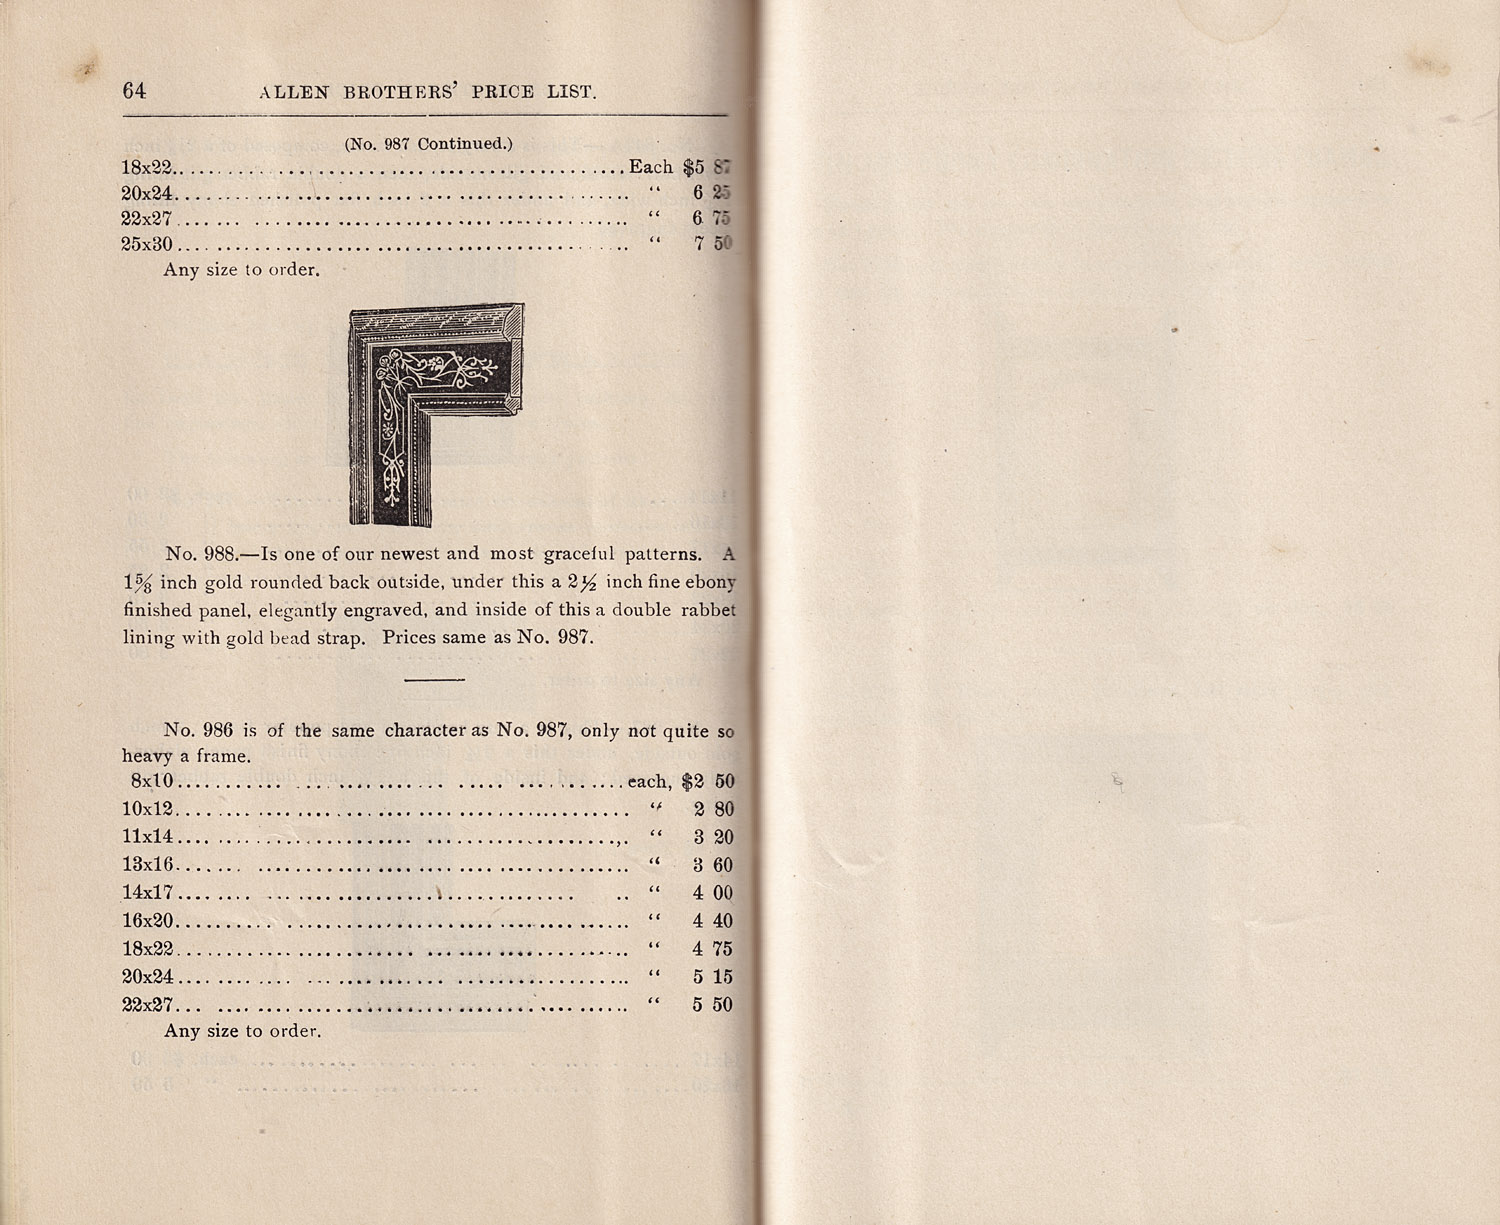 64 ALLEN BROTHERS' PRICE LIST.
(No. 987 Continued.)
18x22........................................Each $5 87
20x24........................................ “ 6 25
22x27........................................ “ 6 75
25x30........................................ “ 7 50
Any size to order.
No. 988.—Is one of our newest and most graceful patterns. A
1⅝ inch gold rounded back outside, under this a 2½ inch fine ebony
finished panel, elegantly engraved, and inside of this a double rabbet
lining with gold bead strap. Prices same as No. 987.
No. 986 is of the same character as No. 987, only not quite so
heavy a frame.
8x10........................................each, $2 50
10x12........................................ “ 2 80
11x14........................................ “ 3 20
13x16........................................ “ 3 60
14x17........................................ “ 4 00
16x20........................................ “ 4 40
18x22........................................ “ 4 75
20x24........................................ “ 5 15
22x27........................................ “ 5 50
Any size to order.